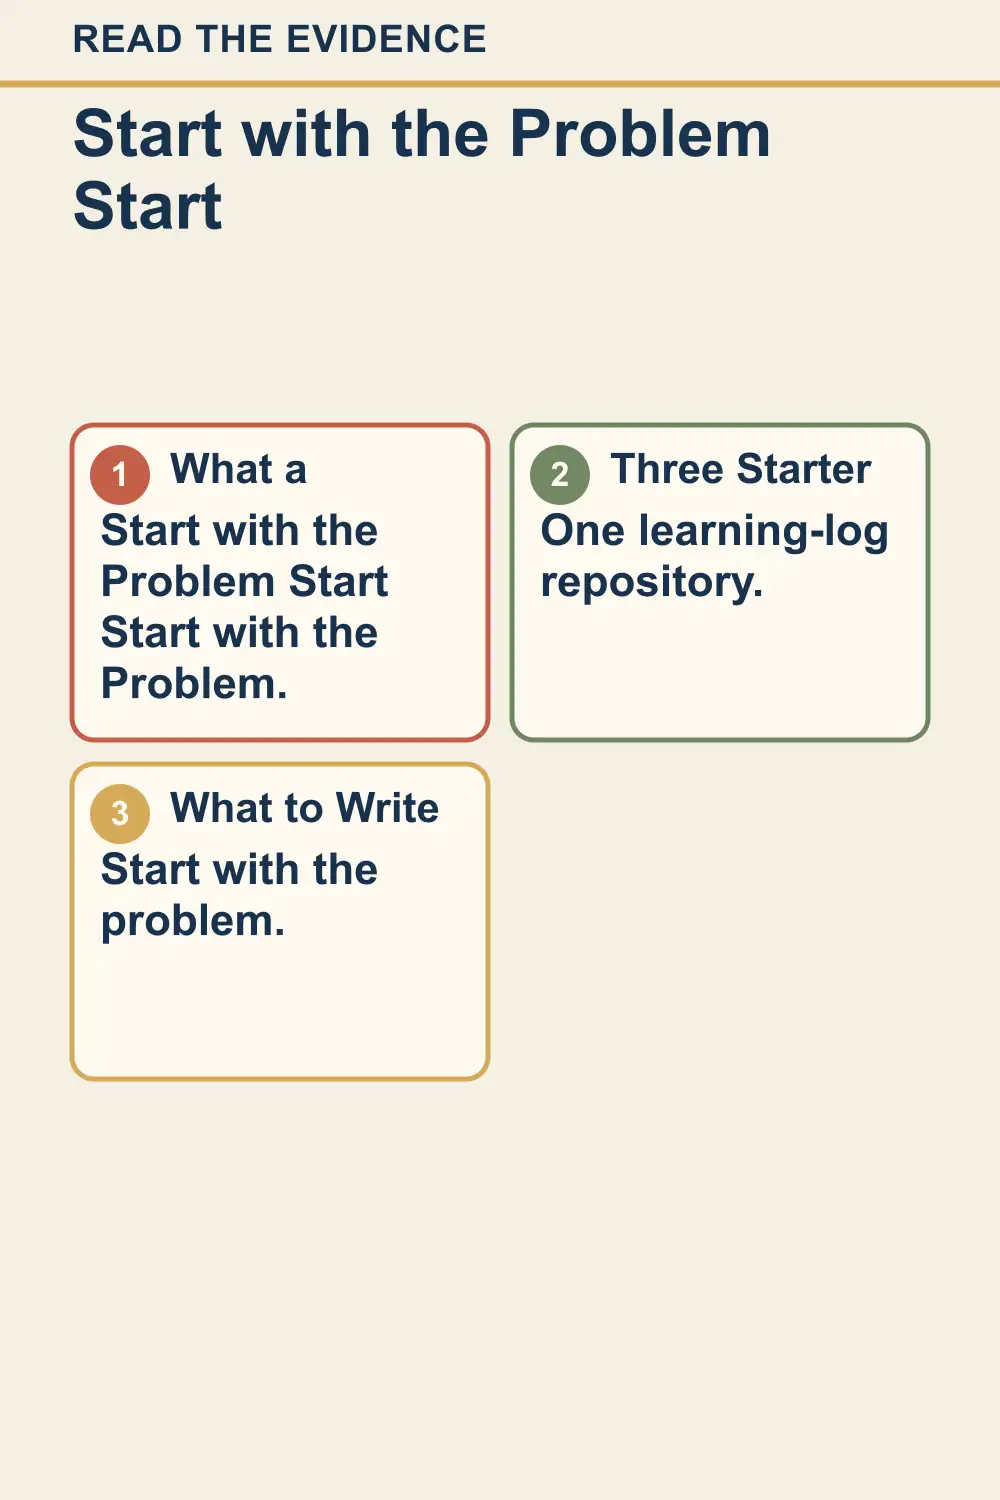 READ THE EVIDENCE
Start with the Problem
Start
1 What a
Start with the
Problem Start
Start with the
Problem.
2 Three Starter
One learning-log
repository.
3 What to Write
Start with the
problem.